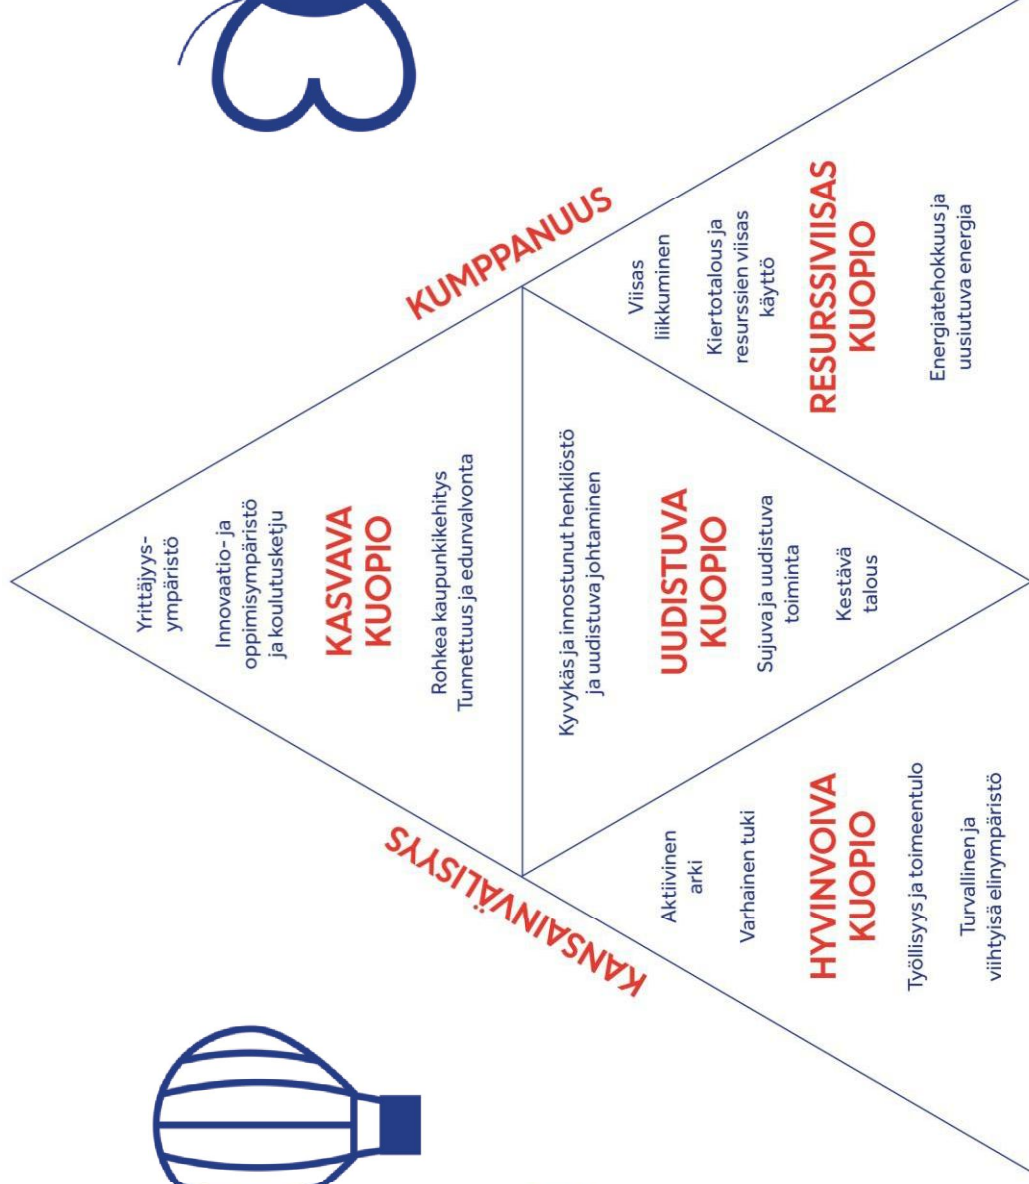 KANSAINVÄLISYYS
KUMPPANUUS
Yrittäjyys-
ympäristö
Innovaatio- ja
oppimisympäristö
ja koulutusketju
KASVAVA
KUOPIO
Rohkea kaupunkikehitys
Tunnettuus ja edunvalvonta
Kyvykäs ja innostunut henkilöstö
ja uudistuva johtaminen
UUDISTUVA
KUOPIO
Sujuva ja uudistuva
toiminta
Kestävä
talous
Aktiivinen
arki
Varhainen tuki
HYVINVOIVA
KUOPIO
Työllisyys ja toimeentulo
Turvallinen ja
viihtyisä elinympäristö
Viisas
liikkuminen
Kiertotalous ja
resurssien viisas
käyttö
RESURSSIVIISAS
KUOPIO
Energiatehokkuus ja
uusiutuva energia